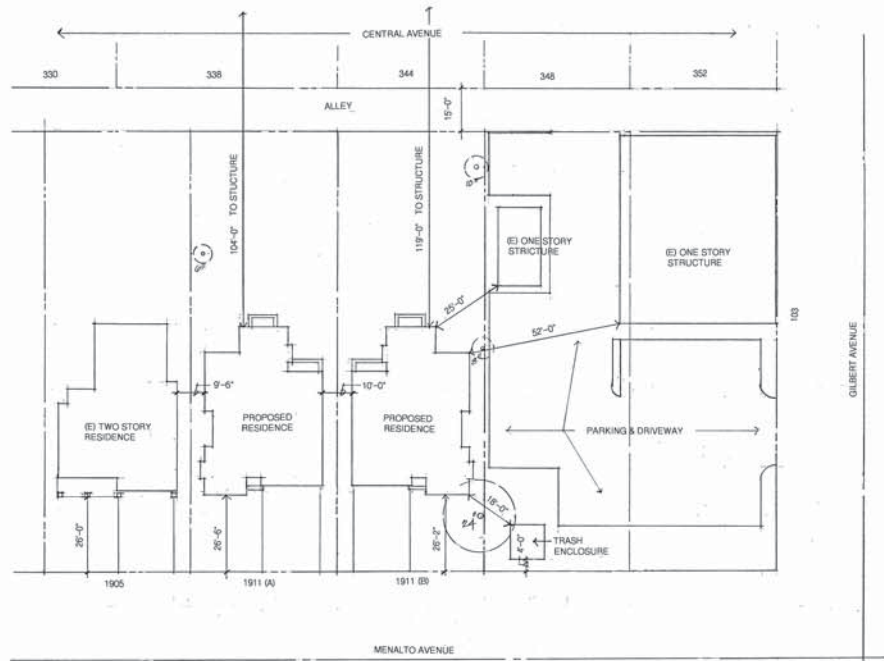 CENTRAL AVENUE
330
338
344
348
352
ALLEY
15'-0"
104'-0" TO STUCTURE
119'-0" TO STRUCTURE
(E) ONE STORY
STRICTURE
(E) ONE STORY
STRUCTURE
25'-0"
52'-0"
103
GILBERT AVENUE
9'-6"
10'-0"
(E) TWO STORY
RESIDENCE
PROPOSED
RESIDENCE
PROPOSED
RESIDENCE
PARKING & DRIVEWAY
18'-0"
24"
26'-0"
26'-6"
26'-2"
4'-0"
TRASH
ENCLOSURE
1905
1911 (A)
1911 (B)
MENALTO AVENUE